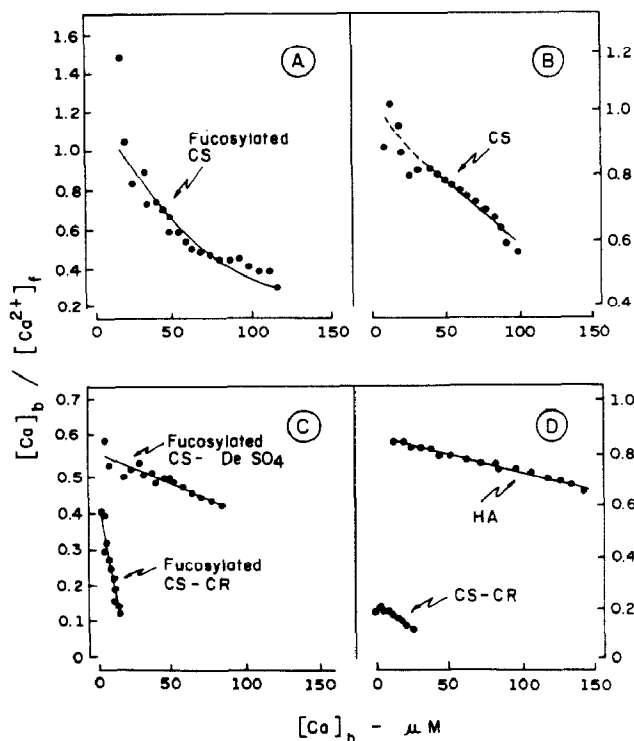 1.6
1.4
1.2
1.0
0.8
0.6
0.4
0.2
A
Fucosylated
CS
0
50
100
150
B
CS
1.2
1.0
0.8
0.6
0.4
0
50
100
150
[Ca]b / [Ca2+]f
0.7
0.6
0.5
0.4
0.3
0.2
0.1
0
C
Fucosylated
CS- De SO4
Fucosylated
CS-CR
0
50
100
150
D
HA
CS-CR
1.0
0.8
0.6
0.4
0.2
0
0
50
100
150
[Ca]b - μM